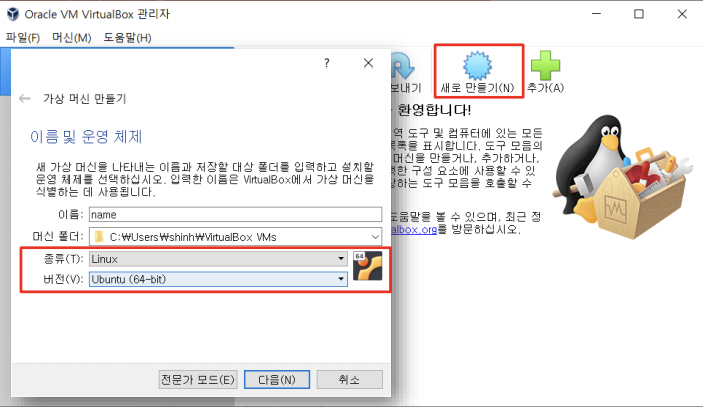 Oracle VM VirtualBox 관리자
파일(F) 머신(M) 도움말(H)
? 
가상 머신 만들기
이름 및 운영 체제
새 가상 머신을 나타내는 이름과 저장할 대상 폴더를 입력하고 설치할
운영 체제를 선택하십시오. 입력한 이름은 VirtualBox에서 가상 머신을
식별하는 데 사용됩니다.
이름: name
머신 폴더: C:₩Users₩shinh₩VirtualBox VMs
종류(T): Linux
64
버전(V): Ubuntu (64-bit)
전문가 모드(E) 다음(N) 취소
보내기 새로 만들기(N) 추가(A)
환영합니다!
역 도구 및 컴퓨터에 있는 모든
목록을 표시합니다. 도구 모음의
머신을 만들거나, 추가하거나,
택한 구성 요소에 사용할 수 있
하는 도구 모음을 호출할 수
도움말을 볼 수 있으며, 최근 정
albox.org를 방문하십시오.